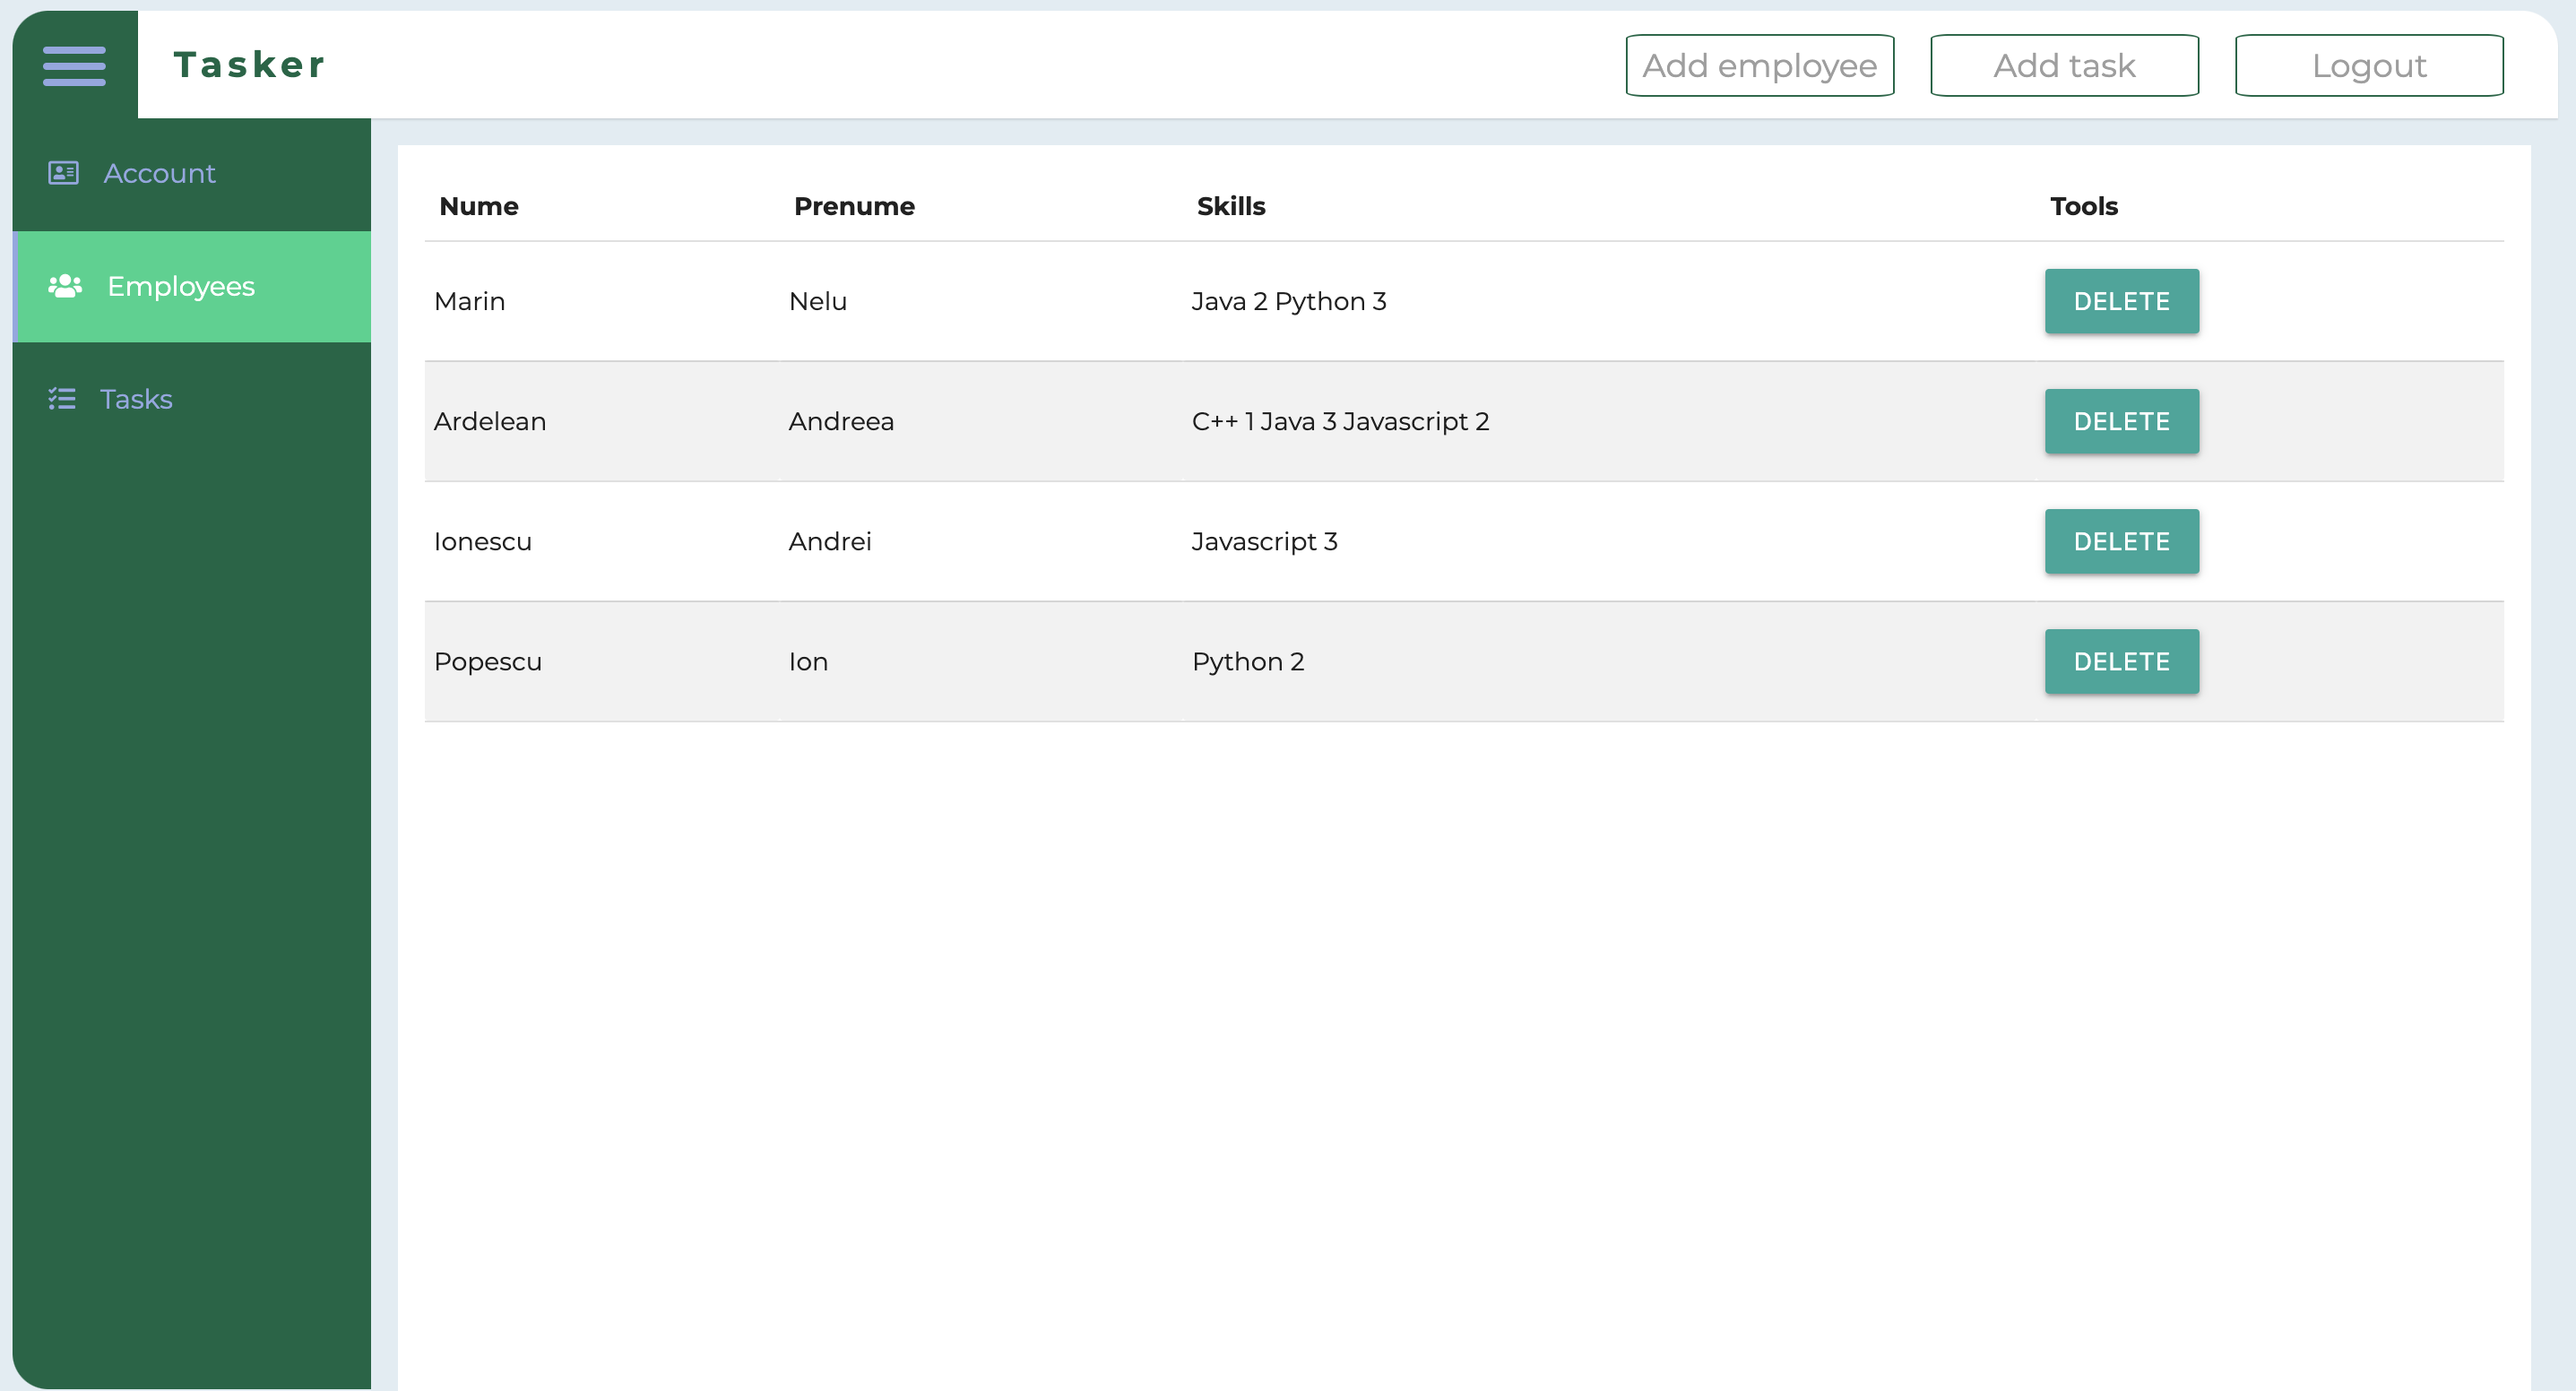 Tasker
Add employee
Add task
Logout
Account
Employees
Tasks
Nume Prenume Skills Tools
Marin Nelu Java 2 Python 3 DELETE
Ardelean Andreea C++ 1 Java 3 Javascript 2 DELETE
Ionescu Andrei Javascript 3 DELETE
Popescu Ion Python 2 DELETE